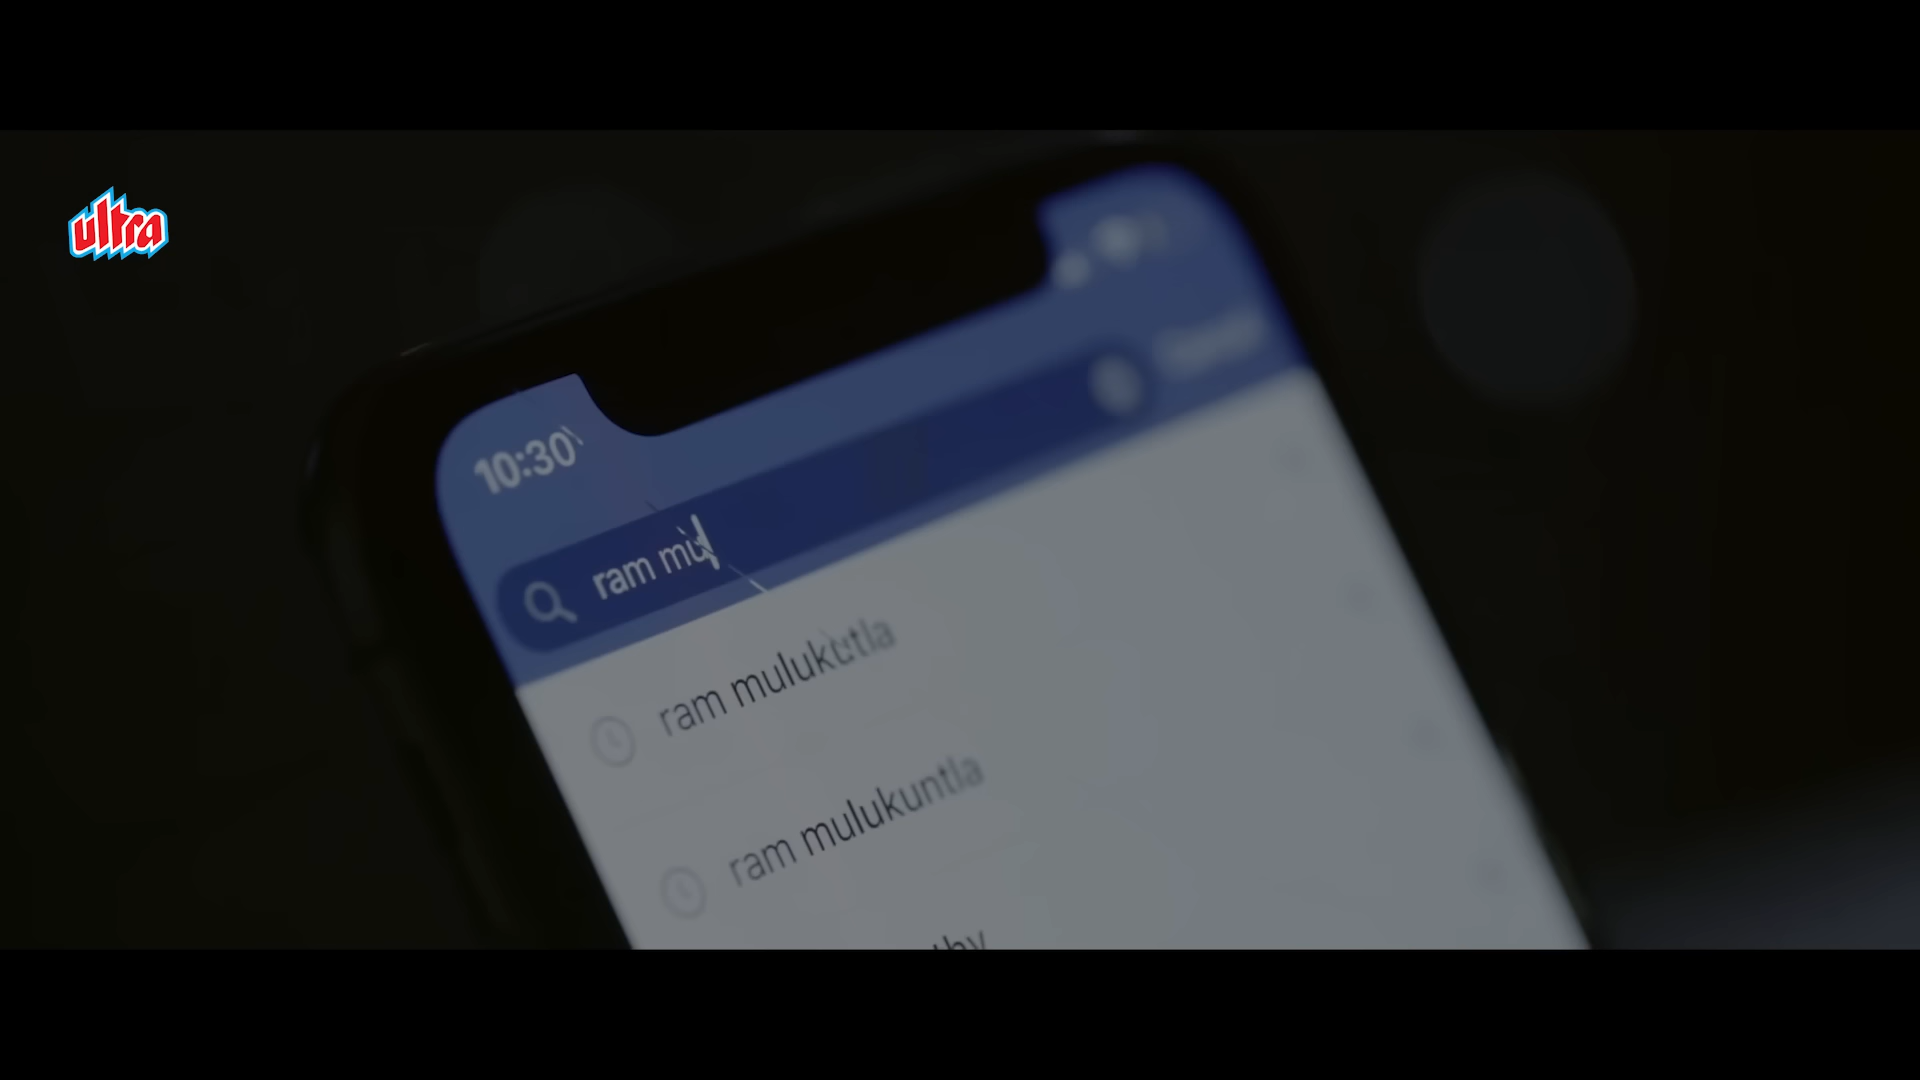 ultra
10:30
ram mu
ram mulukutla
ram mulukuntla